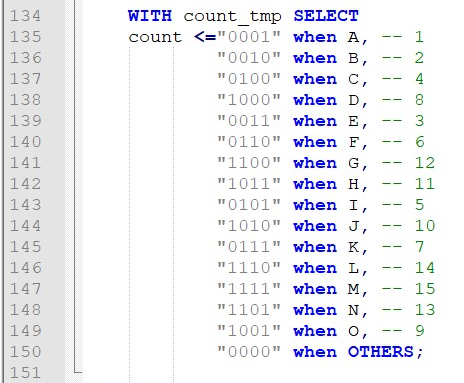 134 WITH count_tmp SELECT
135 count <="0001" when A, -- 1
136 "0010" when B, -- 2
137 "0100" when C, -- 4
138 "1000" when D, -- 8
139 "0011" when E, -- 3
140 "0110" when F, -- 6
141 "1100" when G, -- 12
142 "1011" when H, -- 11
143 "0101" when I, -- 5
144 "1010" when J, -- 10
145 "0111" when K, -- 7
146 "1110" when L, -- 14
147 "1111" when M, -- 15
148 "1101" when N, -- 13
149 "1001" when O, -- 9
150 "0000" when OTHERS;
151